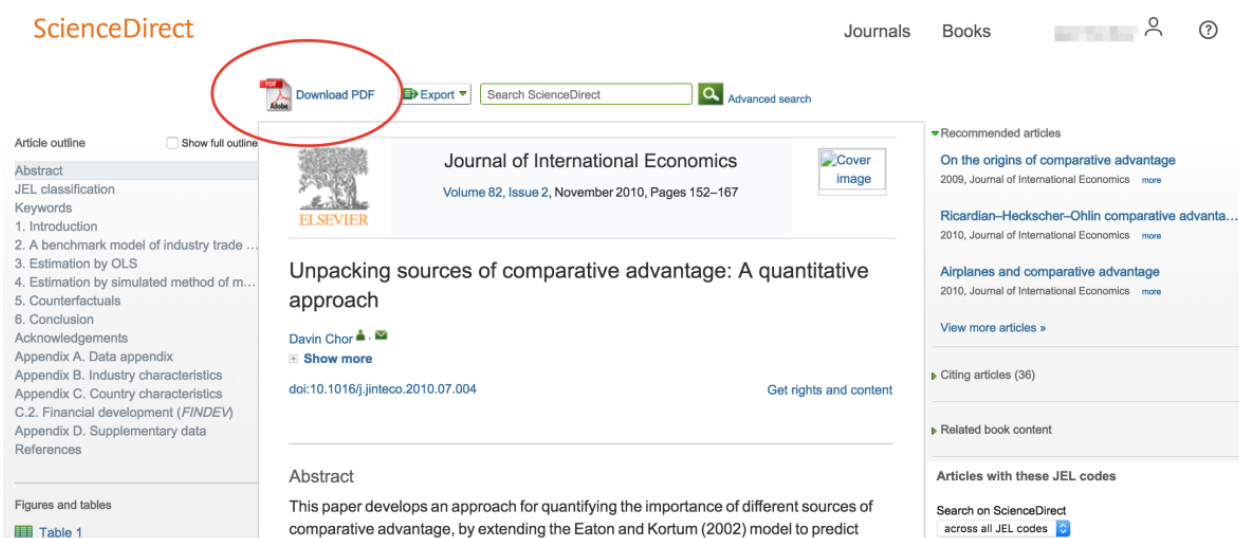 ScienceDirect
Journals
Books
?
PDF
Adobe
Download PDF
Export
Search ScienceDirect
Advanced search
Article outline
Show full outline
Abstract
JEL classification
Keywords
1. Introduction
2. A benchmark model of industry trade ...
3. Estimation by OLS
4. Estimation by simulated method of m...
5. Counterfactuals
6. Conclusion
Acknowledgements
Appendix A. Data appendix
Appendix B. Industry characteristics
Appendix C. Country characteristics
C.2. Financial development (FINDEV)
Appendix D. Supplementary data
References
Figures and tables
Table 1
ELSEVIER
Journal of International Economics
Volume 82, Issue 2, November 2010, Pages 152–167
Cover
image
Unpacking sources of comparative advantage: A quantitative
approach
Davin Chor ,
Show more
doi:10.1016/j.jinteco.2010.07.004
Get rights and content
Abstract
This paper develops an approach for quantifying the importance of different sources of
comparative advantage, by extending the Eaton and Kortum (2002) model to predict
Recommended articles
On the origins of comparative advantage
2009, Journal of International Economics more
Ricardian–Heckscher–Ohlin comparative advanta...
2010, Journal of International Economics more
Airplanes and comparative advantage
2010, Journal of International Economics more
View more articles »
Citing articles (36)
Related book content
Articles with these JEL codes
Search on ScienceDirect
across all JEL codes